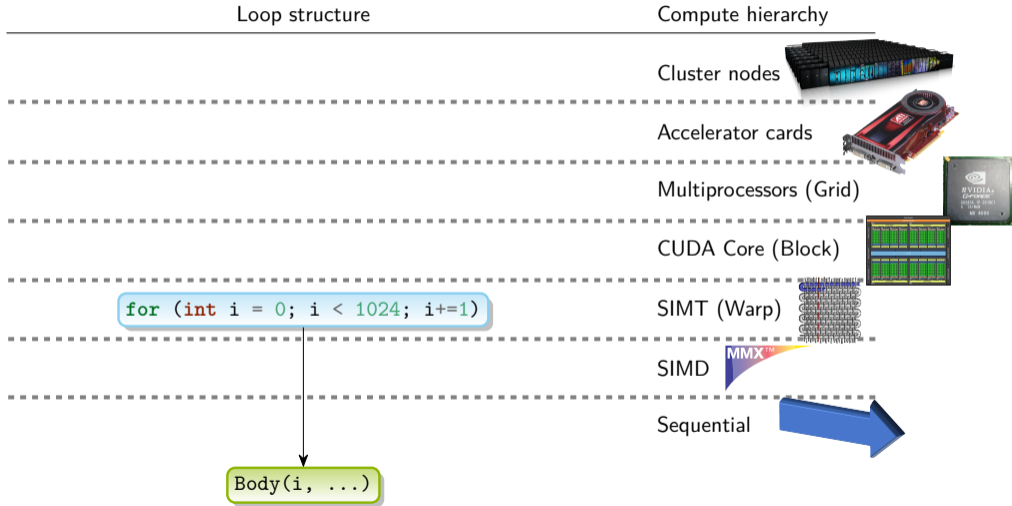 Loop structure Compute hierarchy
Cluster nodes
Accelerator cards
Multiprocessors (Grid)
NVIDIA
CUDA Core (Block)
for (int i = 0; i < 1024; i+=1) SIMT (Warp)
SIMD MMX™
Sequential
Body(i, ...)